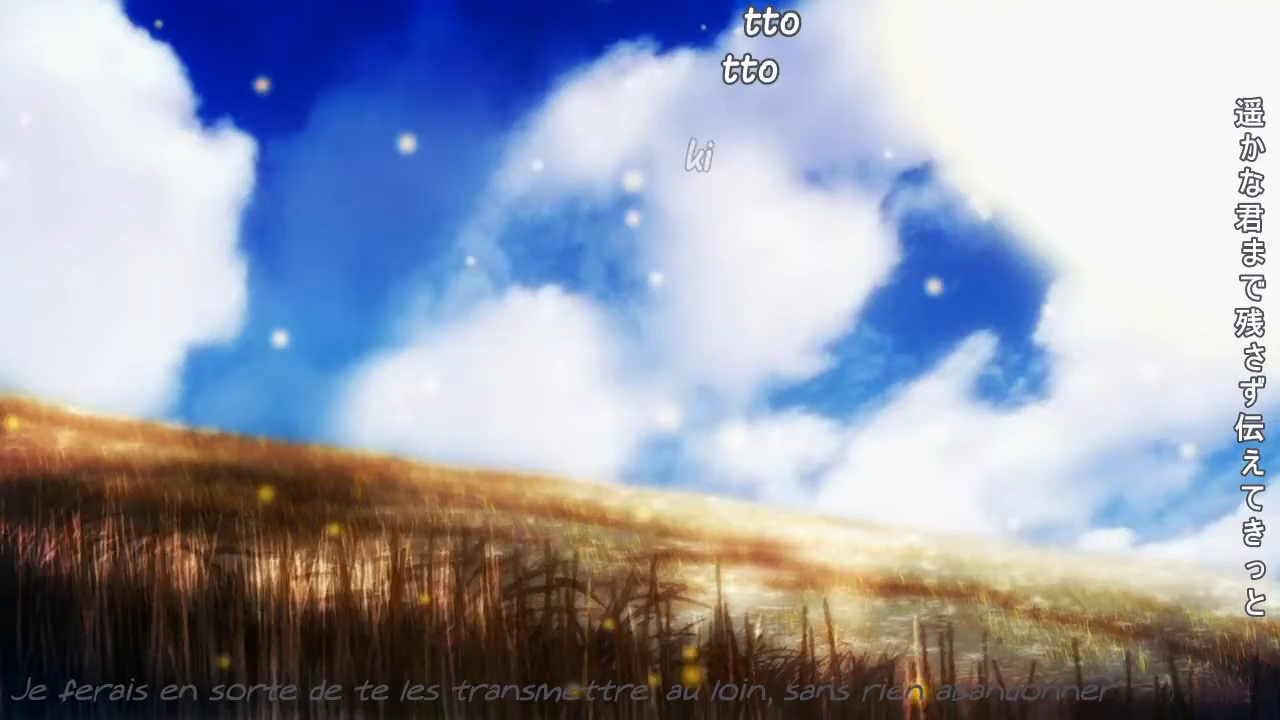 tto
tto
ki
遥かな君まで残さず伝えてきっと
Je ferais en sorte de te les transmettre au loin, sans rien abandonner